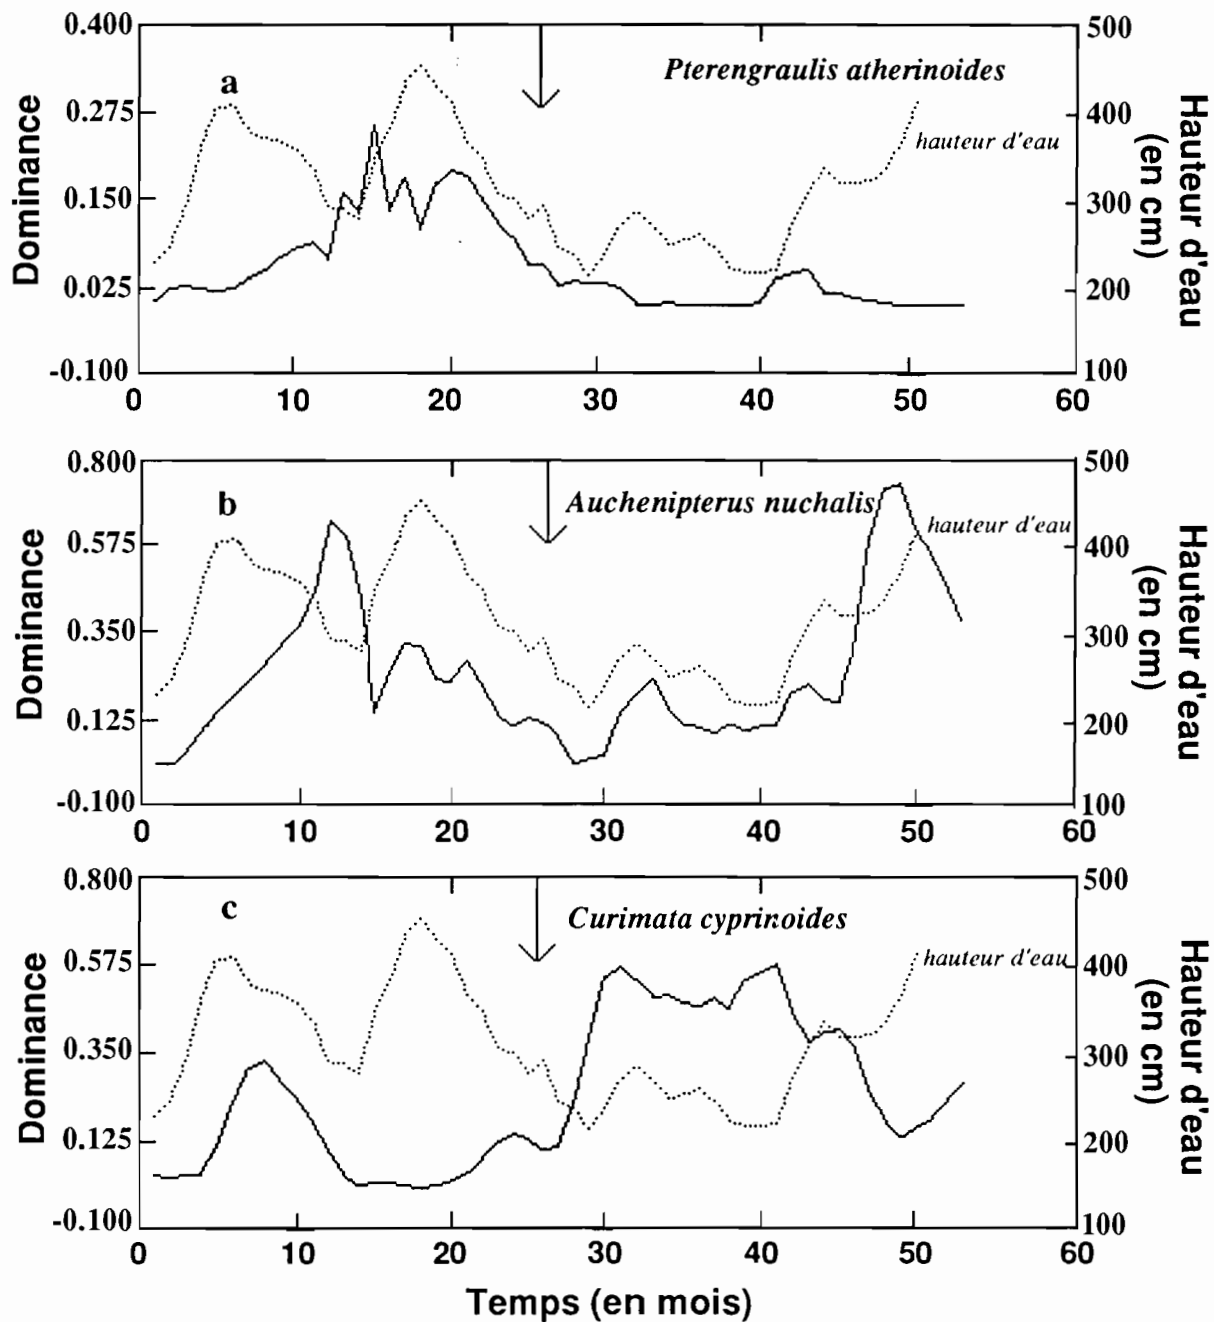 0.400
0.275
0.150
0.025
-0.100
Dominance
a
Pterengraulis atherinoides
hauteur d'eau
500
400
300
200
100
Hauteur d'eau
(en cm)
0 10 20 30 40 50 60
0.800
0.575
0.350
0.125
-0.100
Dominance
b
Auchenipterus nuchalis
hauteur d'eau
500
400
300
200
100
Hauteur d'eau
(en cm)
0 10 20 30 40 50 60
0.800
0.575
0.350
0.125
-0.100
Dominance
c
Curimata cyprinoides
hauteur d'eau
500
400
300
200
100
Hauteur d'eau
(en cm)
0 10 20 30 40 50 60
Temps (en mois)